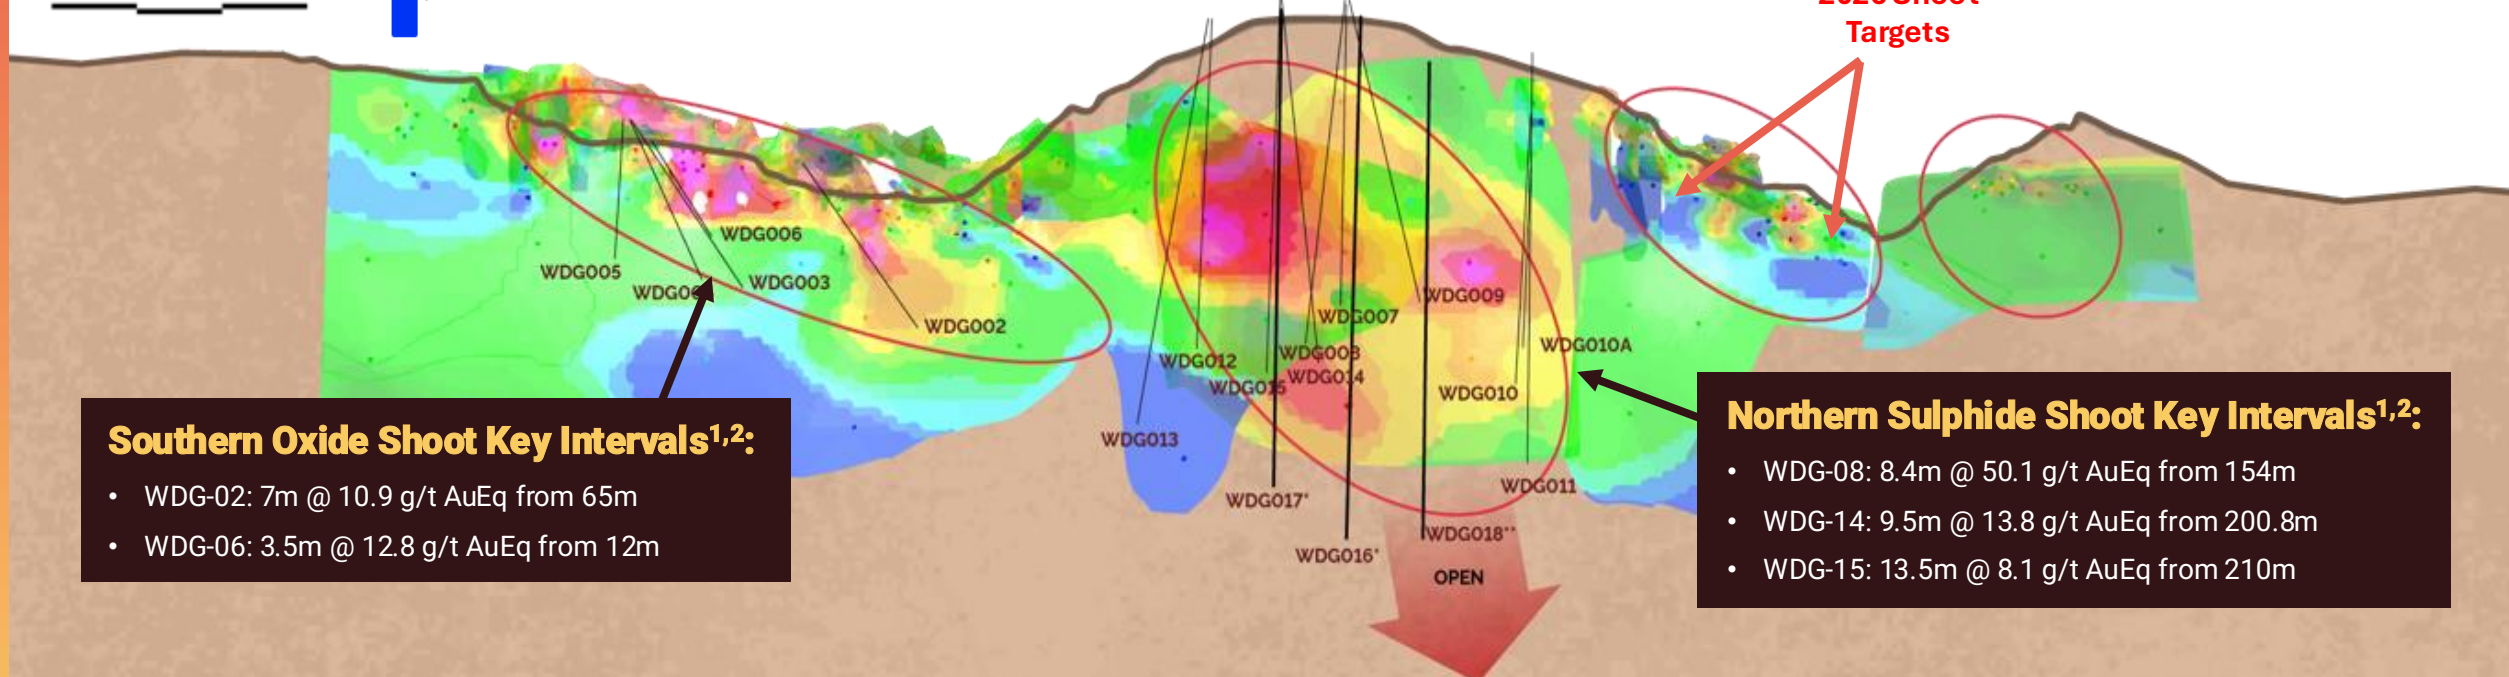 Targets
WDG006
WDG005
WDG003
WDG009
WDG007
WDG002
WDG010A
WDG012
WDG008
WDG014
WDG015
WDG010
WDG013
WDG011
WDG017*
WDG018**
WDG016*
OPEN
Southern Oxide Shoot Key Intervals1,2:
• WDG-02: 7m @ 10.9 g/t AuEq from 65m
• WDG-06: 3.5m @ 12.8 g/t AuEq from 12m
Northern Sulphide Shoot Key Intervals1,2:
• WDG-08: 8.4m @ 50.1 g/t AuEq from 154m
• WDG-14: 9.5m @ 13.8 g/t AuEq from 200.8m
• WDG-15: 13.5m @ 8.1 g/t AuEq from 210m